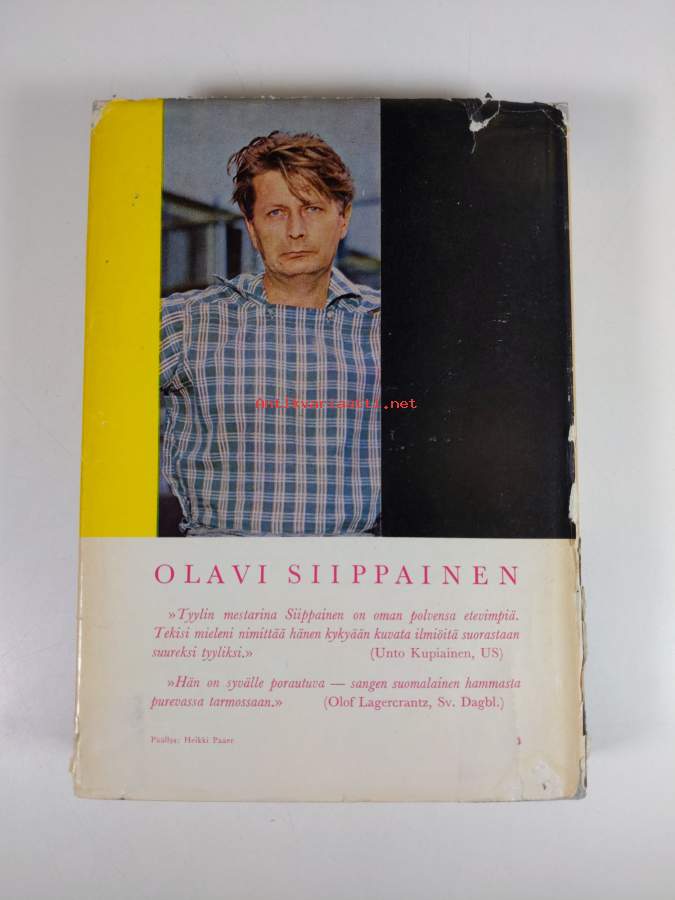 Antikvariaatti.net
OLAVI SIIPPAINEN
»Tyylin mestarina Siippainen on oman polvensa etevimpiä.
Tekisi mieleni nimittää hänen kykyään kuvata ilmiöitä suorastaan
suureksi tyyliksi.» (Unto Kupiainen, US)
»Hän on syvälle porautuva — sangen suomalainen hammasta
purevassa tarmossaan.» (Olof Lagercrantz, Sv. Dagbl.)
Päällys: Heikki Paaer